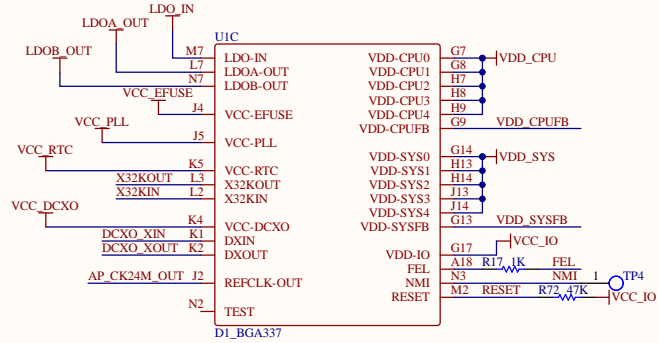 LDO_IN
LDOA_OUT
U1C
LDOB_OUT
M7 LDO-IN VDD-CPU0 G7 VDD_CPU
L7 LDOA-OUT VDD-CPU1 G8
N7 LDOB-OUT VDD-CPU2 H7
VCC_EFUSE VDD-CPU3 H8
J4 VCC-EFUSE VDD-CPU4 H9
VCC_PLL VDD-CPUFB G9 VDD_CPUFB
J5 VCC-PLL
VCC_RTC VDD-SYS0 G14 VDD_SYS
K5 VCC-RTC VDD-SYS1 H13
X32KOUT L3 X32KOUT VDD-SYS2 H14
X32KIN L2 X32KIN VDD-SYS3 J13
VCC_DCXO VDD-SYS4 J14
K4 VCC-DCXO VDD-SYSFB G13 VDD_SYSFB
DCXO_XIN K1 DXIN
DCXO_XOUT K2 DXOUT VDD-IO G17 VCC_IO
FEL A18 R17 1K FEL
AP_CK24M_OUT J2 REFCLK-OUT NMI N3 NMI 1 TP4
RESET M2 RESET R72 47K VCC_IO
N2 TEST
D1_BGA337